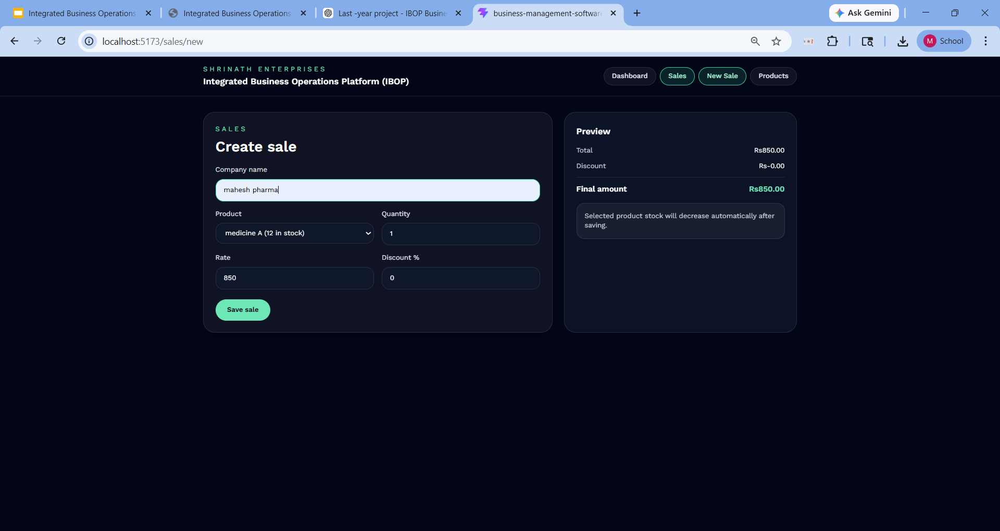 Integrated Business Operations
Integrated Business Operations
Last -year project - IBOP Busine
business-management-software
Ask Gemini
localhost:5173/sales/new
M School
SHRINATH ENTERPRISES
Integrated Business Operations Platform (IBOP)
Dashboard
Sales
New Sale
Products
SALES
Create sale
Company name
mahesh pharma
Product
Quantity
medicine A (12 in stock)
1
Rate
Discount %
850
0
Save sale
Preview
Total Rs850.00
Discount Rs-0.00
Final amount Rs850.00
Selected product stock will decrease automatically after
saving.